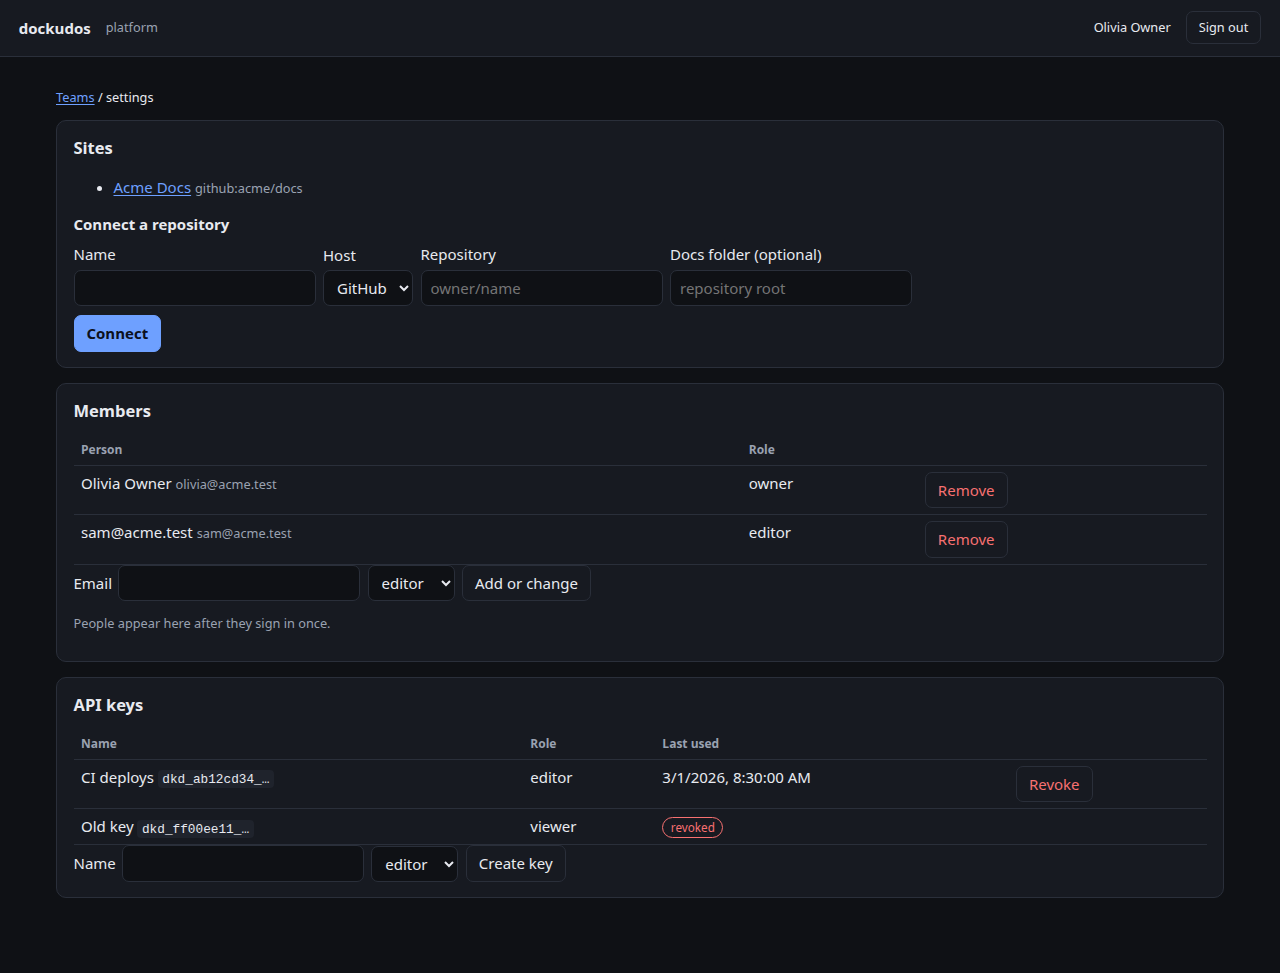 dockudos platform Olivia Owner Sign out
Teams / settings
Sites
Acme Docs github:acme/docs
Connect a repository
Name Host Repository Docs folder (optional)
GitHub owner/name repository root
Connect
Members
Person Role
Olivia Owner olivia@acme.test owner Remove
sam@acme.test sam@acme.test editor Remove
Email editor Add or change
People appear here after they sign in once.
API keys
Name Role Last used
CI deploys dkd_ab12cd34_… editor 3/1/2026, 8:30:00 AM Revoke
Old key dkd_ff00ee11_… viewer revoked
Name editor Create key